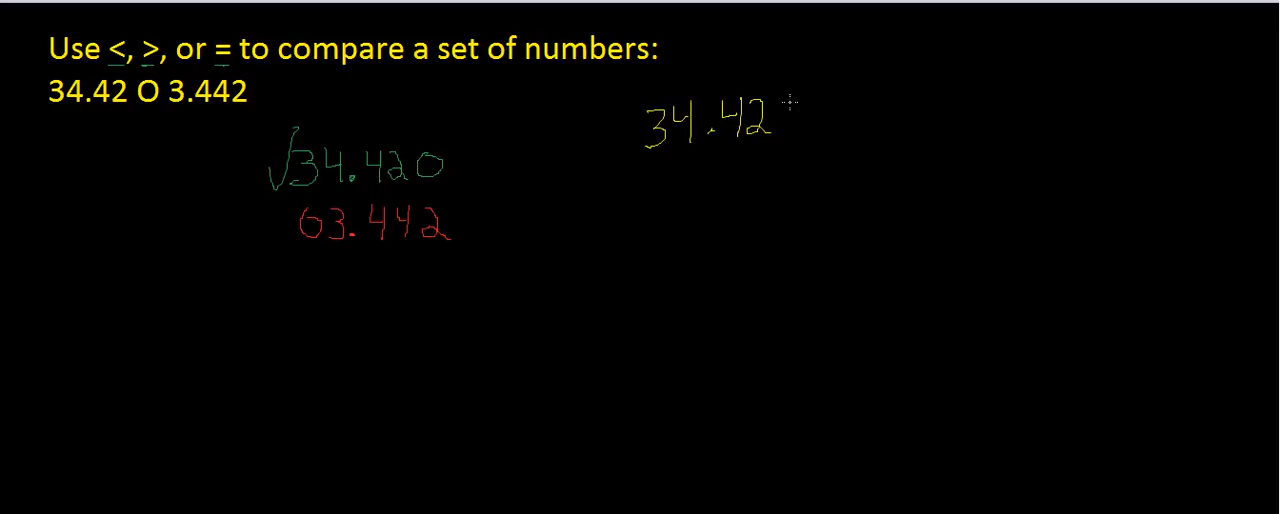 Use <, >, or = to compare a set of numbers:
34.42 O 3.442
34.42
√34.420
03.442